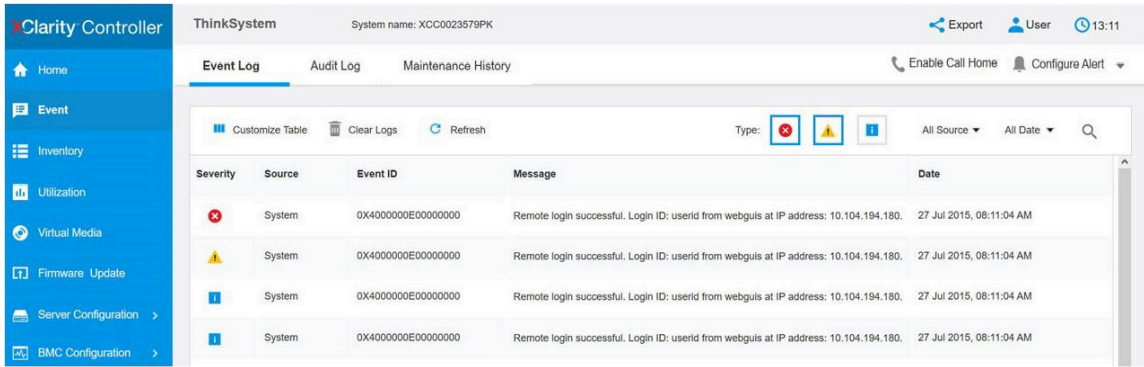 XClarity Controller
ThinkSystem System name: XCC0023579PK Export User 13:11
Home
Event
Inventory
Utilization
Virtual Media
Firmware Update
Server Configuration >
BMC Configuration >
Event Log Audit Log Maintenance History Enable Call Home Configure Alert
Customize Table Clear Logs Refresh Type: All Source All Date
Severity Source Event ID Message Date
System 0X4000000E00000000 Remote login successful. Login ID: userid from webguis at IP address: 10.104.194.180. 27 Jul 2015, 08:11:04 AM
System 0X4000000E00000000 Remote login successful. Login ID: userid from webguis at IP address: 10.104.194.180. 27 Jul 2015, 08:11:04 AM
System 0X4000000E00000000 Remote login successful. Login ID: userid from webguis at IP address: 10.104.194.180. 27 Jul 2015, 08:11:04 AM
System 0X4000000E00000000 Remote login successful. Login ID: userid from webguis at IP address: 10.104.194.180. 27 Jul 2015, 08:11:04 AM